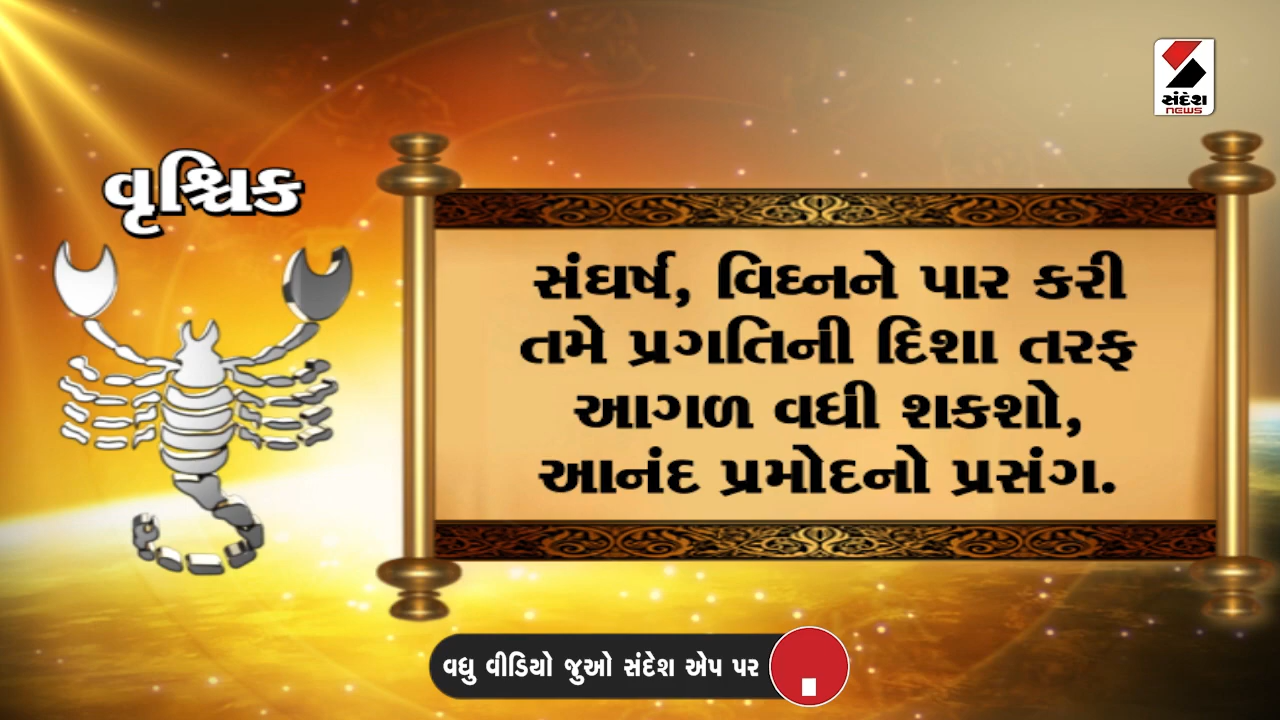 સંદેશ
NEWS
વૃશ્ચિક
સંઘર્ષ, વિઘ્નને પાર કરી
તમે પ્રગતિની દિશા તરફ
આગળ વધી શકશો,
આનંદ પ્રમોદનો પ્રસંગ.
વધુ વીડિયો જુઓ સંદેશ એપ પર